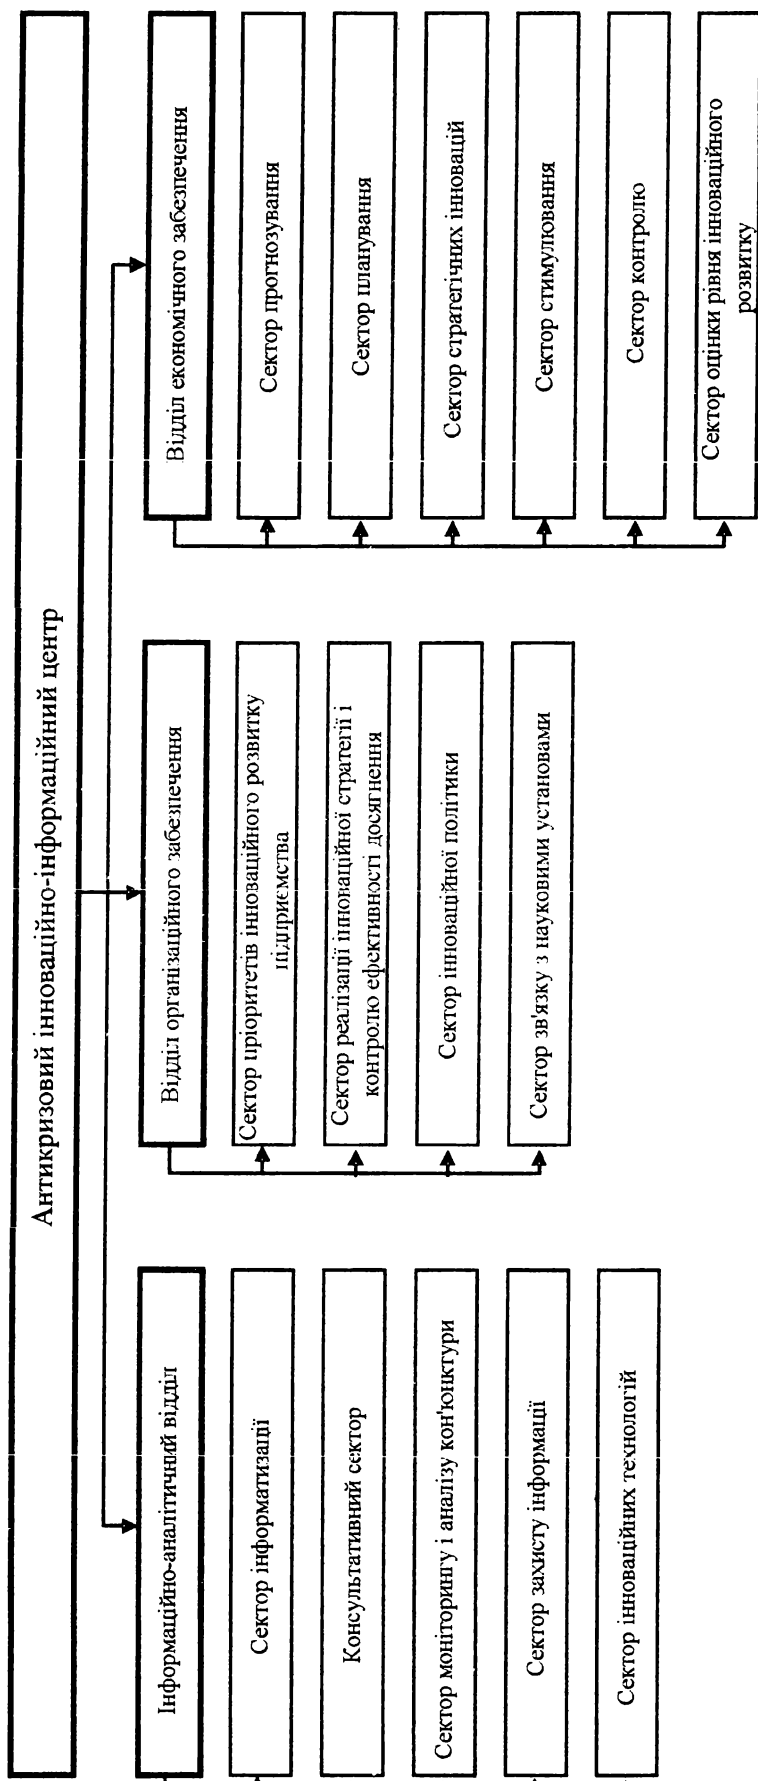 Антикризовий інноваційно-інформаційний центр
Інформаційно-аналітичний відділ
Сектор інформатизації
Консультативний сектор
Сектор моніторингу і аналізу кон'юнктури
Сектор захисту інформації
Сектор інноваційних технологій
Відділ організаційного забезпечення
Сектор пріоритетів інноваційного розвитку
підприємства
Сектор реалізації інноваційної стратегії і
контролю ефективності досягнення
Сектор інноваційної політики
Сектор зв'язку з науковими установами
Відділ економічного забезпечення
Сектор прогнозування
Сектор планування
Сектор стратегічних інновацій
Сектор стимулювання
Сектор контролю
Сектор оцінки рівня інноваційного
розвитку